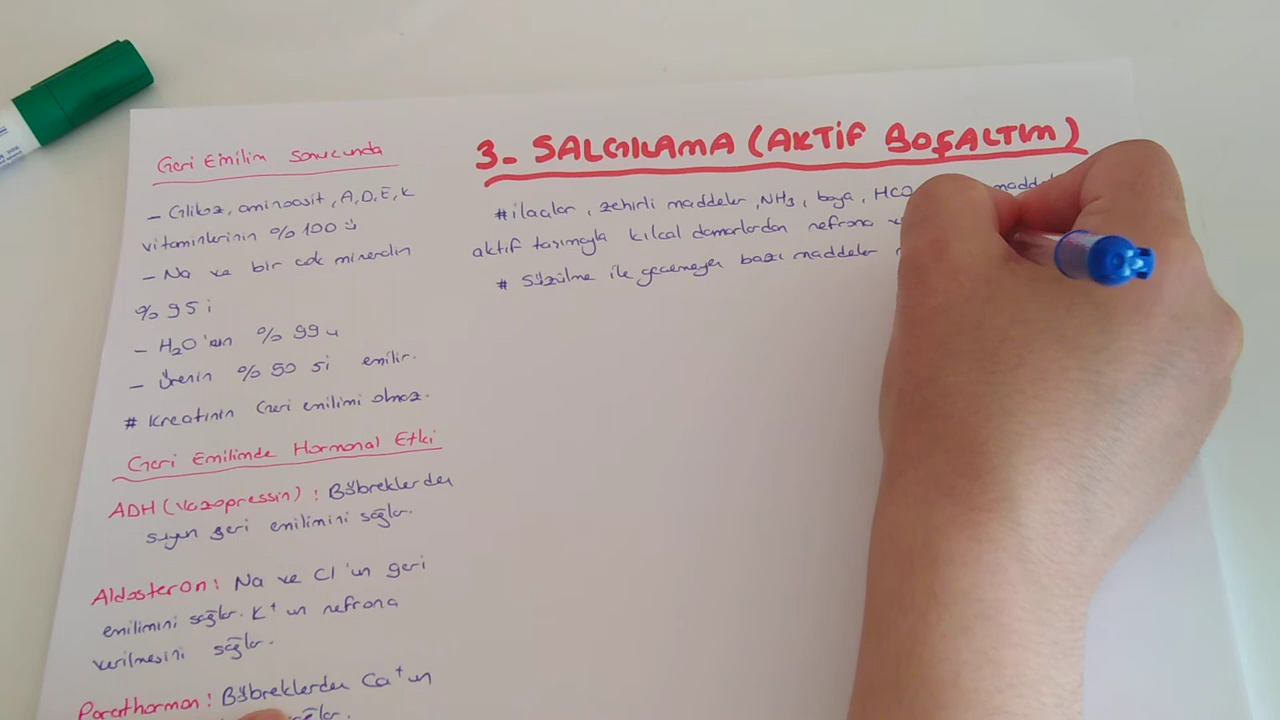 Geri Emilim Sonucunda
- Glikoz, aminoasit, A, D, E, K
vitaminlerinin % 100 ü
- Na ve bir çok mineralin
% 95 i
- H₂O'nun % 99 u
- Ürenin % 50 si emilir.
# Kreatinin Geri emilimi olmaz.
Geri Emilimde Hormonal Etki
ADH (Vazopressin) : Böbreklerden
suyun geri emilimini sağlar.
Aldosteron : Na ve Cl 'un geri
emilimini sağlar. K⁺ un nefrona
verilmesini sağlar.
Parathormon : Böbreklerden Ca⁺ un
3- SALGILAMA (AKTİF BOŞALTIM)
# ilaçlar, zehirli maddeler, NH₃, boya, HCO
aktif taşımayla kılcal damarlardan nefrona
# Süzülme ile geçemeyen bazı maddeler